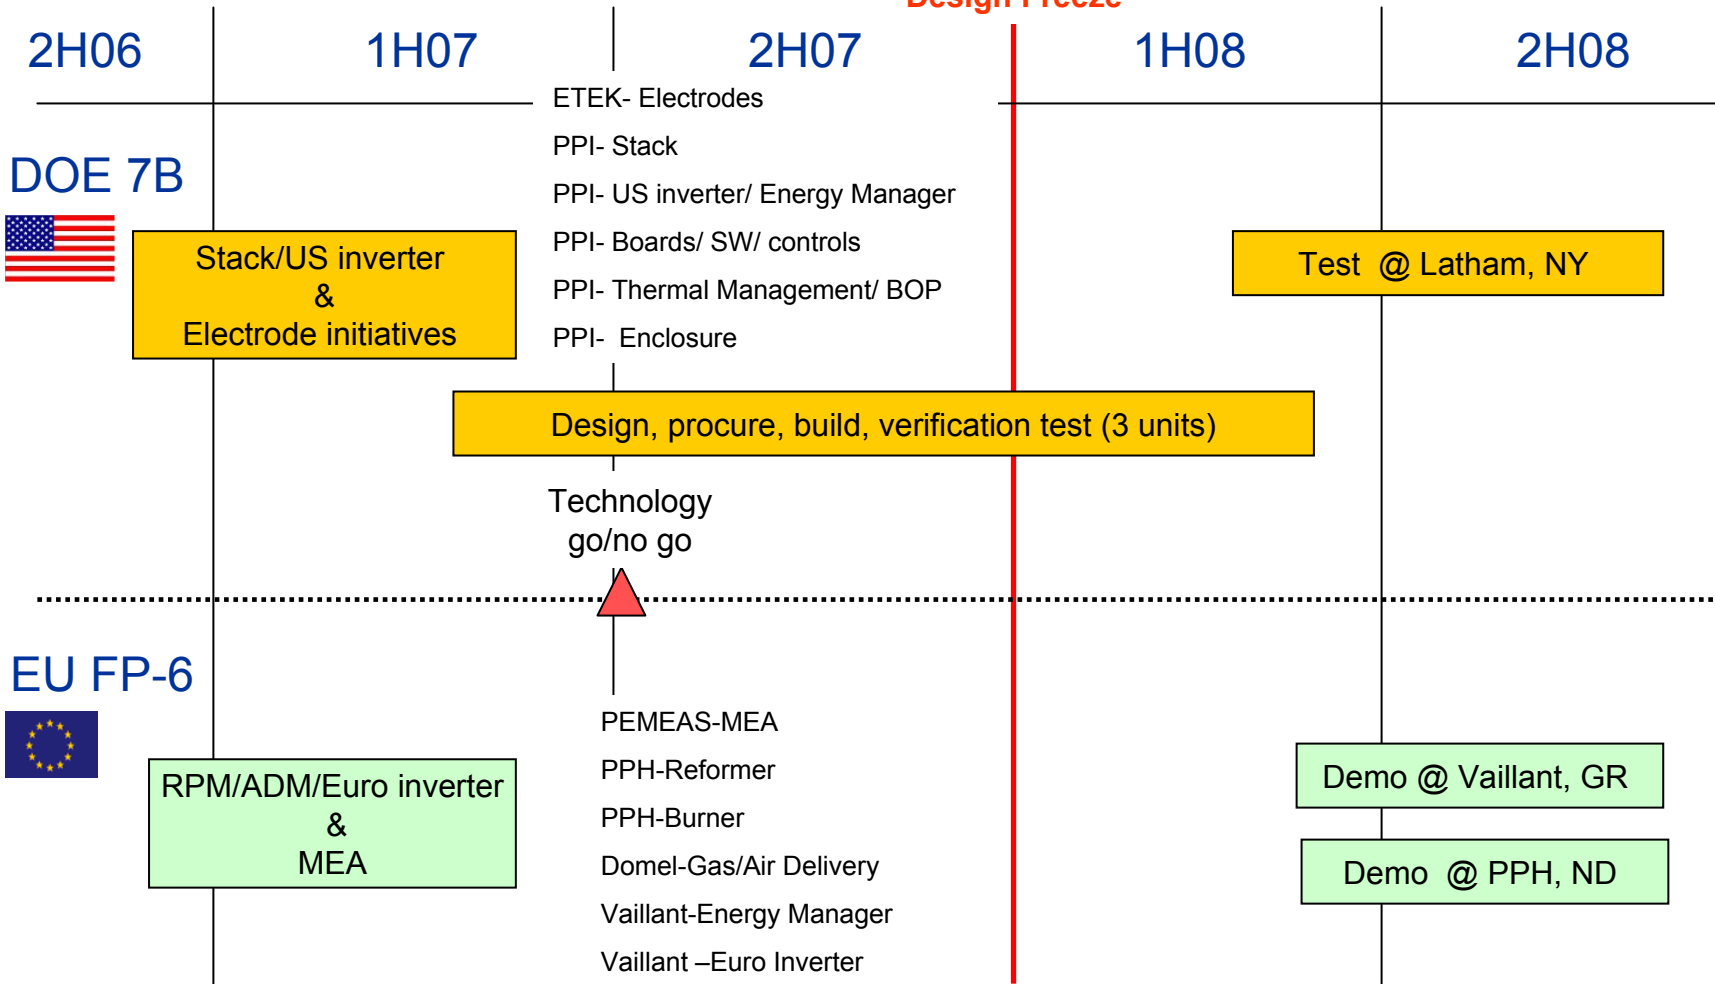 Design Freeze
2H06
1H07
2H07
1H08
2H08
DOE 7B
ETEK- Electrodes
PPI- Stack
PPI- US inverter/ Energy Manager
PPI- Boards/ SW/ controls
PPI- Thermal Management/ BOP
PPI-  Enclosure
Stack/US inverter
&
Electrode initiatives
Test  @ Latham, NY
Design, procure, build, verification test (3 units)
Technology
go/no go
EU FP-6
PEMEAS-MEA
PPH-Reformer
PPH-Burner
Domel-Gas/Air Delivery
Vaillant-Energy Manager
Vaillant –Euro Inverter
RPM/ADM/Euro inverter
&
MEA
Demo @ Vaillant, GR
Demo  @ PPH, ND